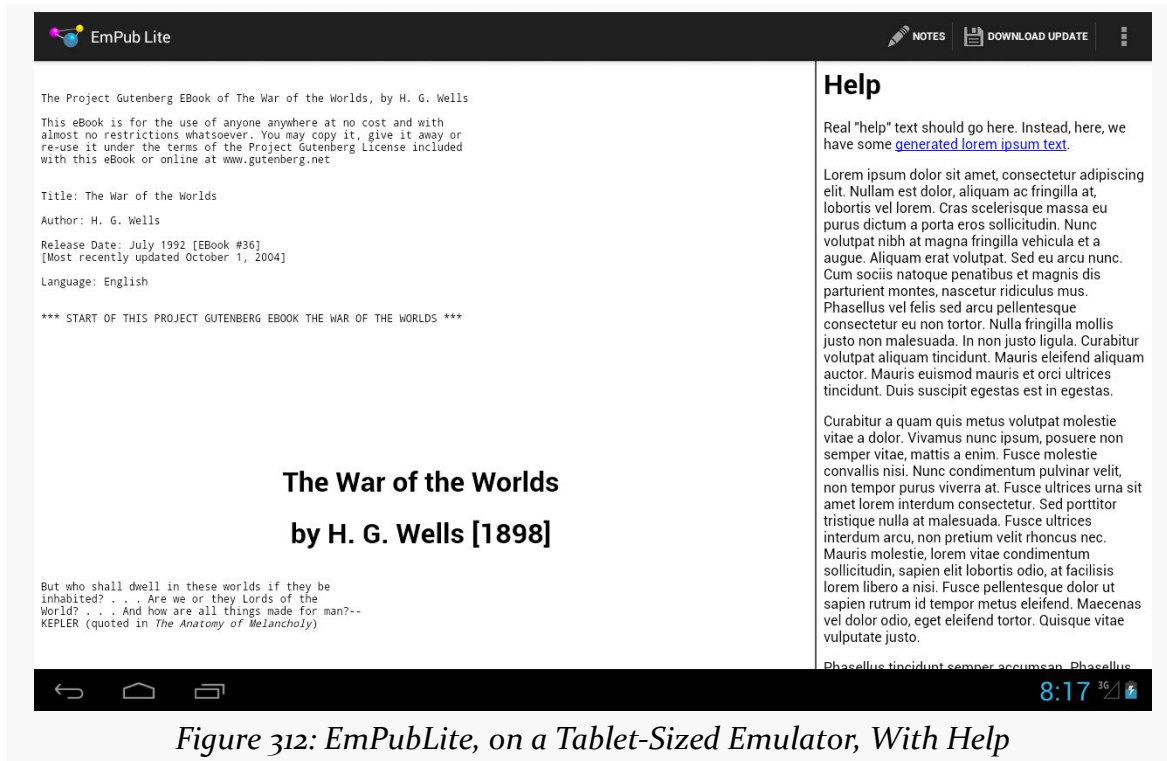 EmPub Lite
NOTES
DOWNLOAD UPDATE
The Project Gutenberg EBook of The War of the Worlds, by H. G. Wells
This eBook is for the use of anyone anywhere at no cost and with
almost no restrictions whatsoever. You may copy it, give it away or
re-use it under the terms of the Project Gutenberg License included
with this eBook or online at www.gutenberg.net
Title: The War of the Worlds
Author: H. G. Wells
Release Date: July 1992 [EBook #36]
[Most recently updated October 1, 2004]
Language: English
*** START OF THIS PROJECT GUTENBERG EBOOK THE WAR OF THE WORLDS ***
The War of the Worlds
by H. G. Wells [1898]
But who shall dwell in these worlds if they be
inhabited? . . . Are we or they Lords of the
World? . . . And how are all things made for man?--
KEPLER (quoted in The Anatomy of Melancholy)
Help
Real "help" text should go here. Instead, here, we
have some generated lorem ipsum text.
Lorem ipsum dolor sit amet, consectetur adipiscing
elit. Nullam est dolor, aliquam ac fringilla at,
lobortis vel lorem. Cras scelerisque massa eu
purus dictum a porta eros sollicitudin. Nunc
volutpat nibh at magna fringilla vehicula et a
augue. Aliquam erat volutpat. Sed eu arcu nunc.
Cum sociis natoque penatibus et magnis dis
parturient montes, nascetur ridiculus mus.
Phasellus vel felis sed arcu pellentesque
consectetur eu non tortor. Nulla fringilla mollis
justo non malesuada. In non justo ligula. Curabitur
volutpat aliquam tincidunt. Mauris eleifend aliquam
auctor. Mauris euismod mauris et orci ultrices
tincidunt. Duis suscipit egestas est in egestas.
Curabitur a quam quis metus volutpat molestie
vitae a dolor. Vivamus nunc ipsum, posuere non
semper vitae, mattis a enim. Fusce molestie
convallis nisi. Nunc condimentum pulvinar velit,
non tempor purus viverra at. Fusce ultrices urna sit
amet lorem interdum consectetur. Sed porttitor
tristique nulla at malesuada. Fusce ultrices
interdum arcu, non pretium velit rhoncus nec.
Mauris molestie, lorem vitae condimentum
sollicitudin, sapien elit lobortis odio, at facilisis
lorem libero a nisi. Fusce pellentesque dolor ut
sapien rutrum id tempor metus eleifend. Maecenas
vel dolor odio, eget eleifend tortor. Quisque vitae
vulputate justo.
Phasellus tincidunt semper accumsan. Phasellus
8:17 3G
Figure 312: EmPubLite, on a Tablet-Sized Emulator, With Help